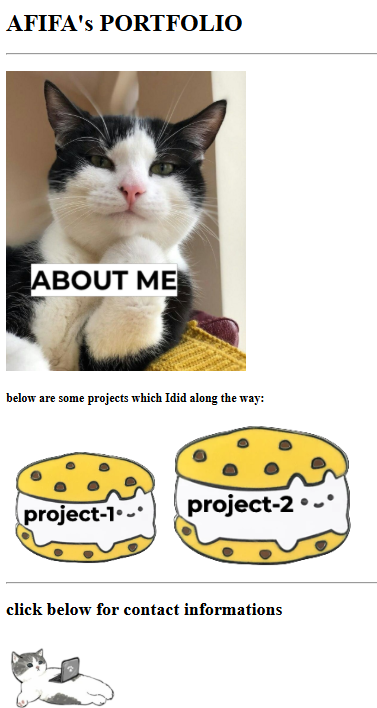 AFIFA's PORTFOLIO
ABOUT ME
below are some projects which Idid along the way:
project-1
project-2
click below for contact informations